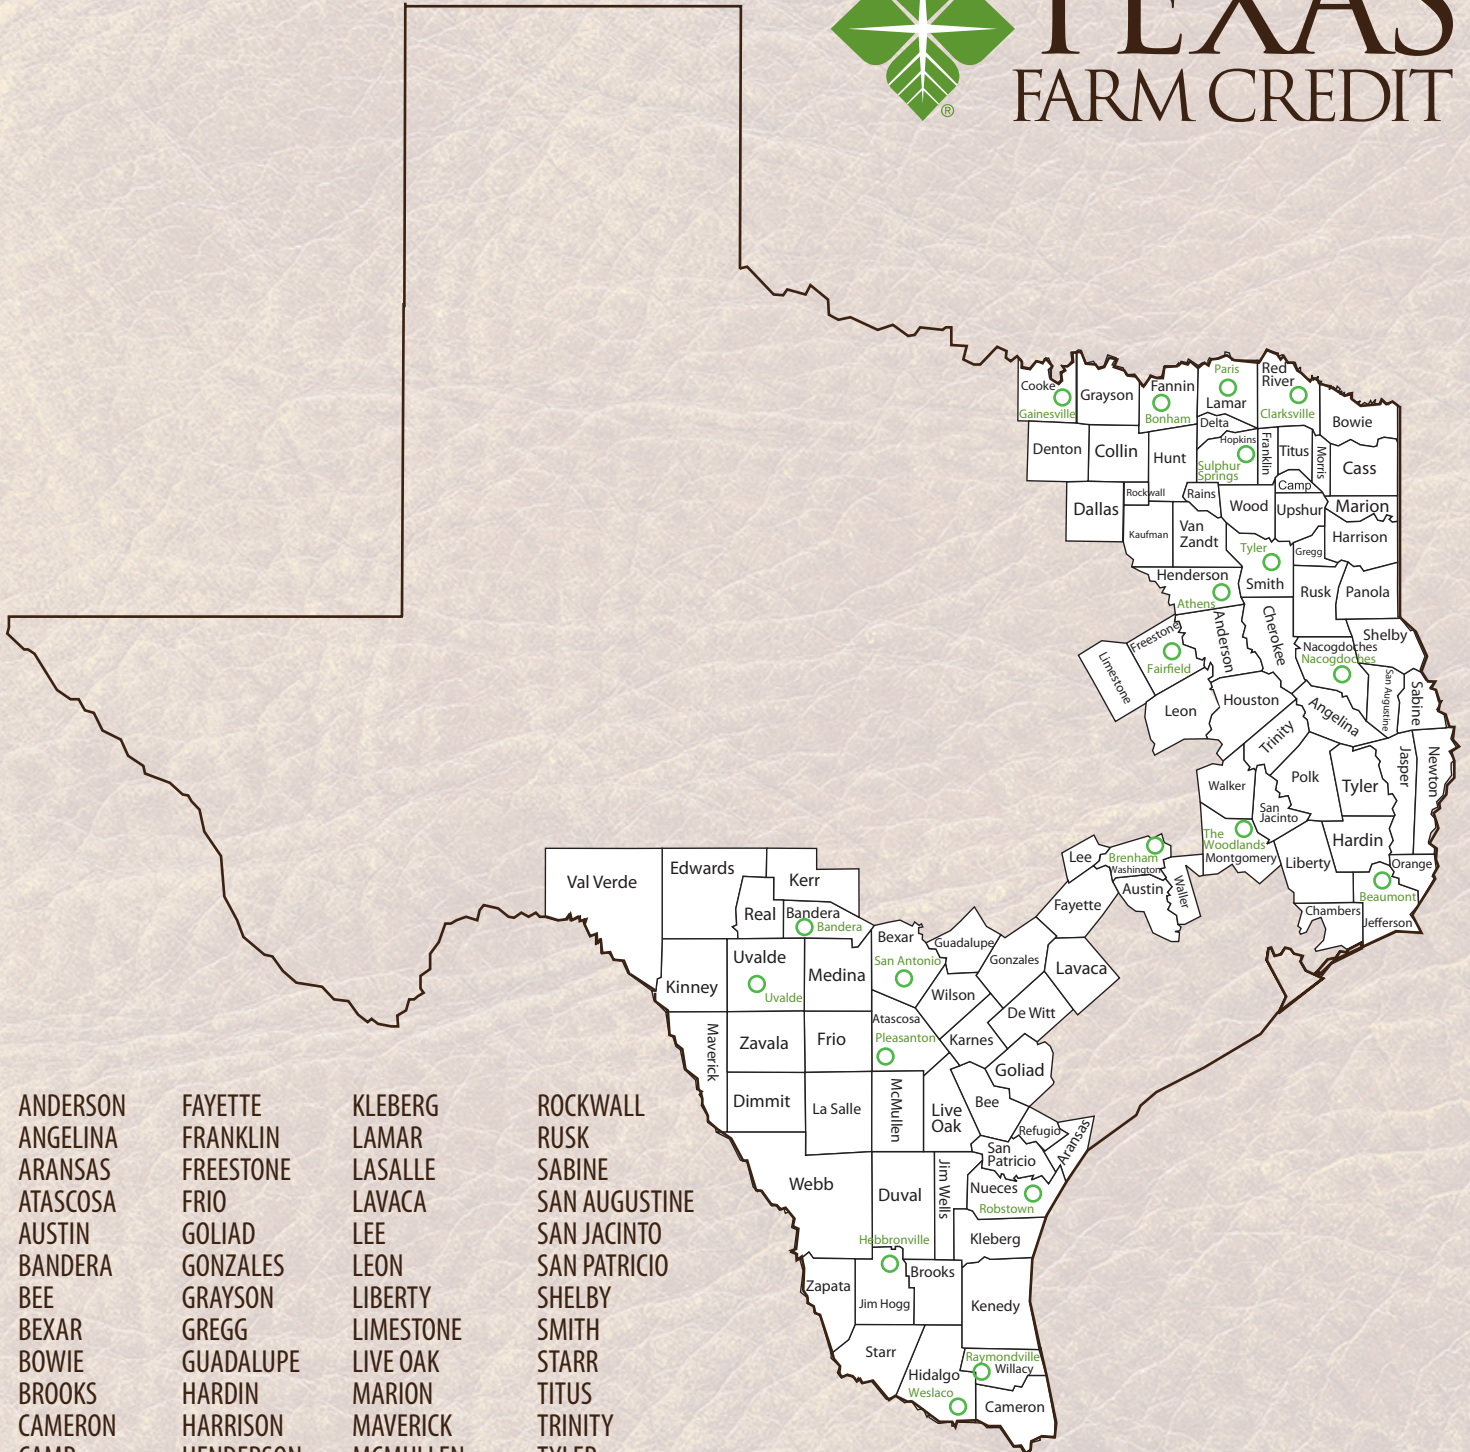 TEXAS
FARM CREDIT
®
Cooke
Gainesville
Grayson
Fannin
Bonham
Paris
Lamar
Red
River
Clarksville
Bowie
Denton
Collin
Hunt
Delta
Hopkins
Sulphur
Springs
Franklin
Titus
Morris
Cass
Camp
Dallas
Rockwall
Rains
Wood
Upshur
Marion
Kaufman
Van
Zandt
Harrison
Gregg
Tyler
Smith
Henderson
Athens
Rusk
Panola
Freestone
Fairfield
Limestone
Anderson
Cherokee
Shelby
Nacogdoches
Nacogdoches
San Augustine
Sabine
Leon
Houston
Angelina
Trinity
Walker
San
Jacinto
Polk
Tyler
Jasper
Newton
The
Woodlands
Montgomery
Liberty
Hardin
Orange
Beaumont
Chambers
Jefferson
Lee
Brenham
Washington
Austin
Waller
Fayette
Val Verde
Edwards
Kerr
Real
Bandera
Bandera
Bexar
San Antonio
Guadalupe
Gonzales
Lavaca
Kinney
Uvalde
Uvalde
Medina
Wilson
De Witt
Atascosa
Pleasanton
Karnes
Goliad
Maverick
Zavala
Frio
Dimmit
La Salle
McMullen
Live
Oak
Bee
Refugio
Aransas
San
Patricio
Webb
Duval
Jim Wells
Nueces
Robstown
Kleberg
Hebbronville
Brooks
Zapata
Jim Hogg
Kenedy
Starr
Hidalgo
Weslaco
Raymondville
Willacy
Cameron
ANDERSON
ANGELINA
ARANSAS
ATASCOSA
AUSTIN
BANDERA
BEE
BEXAR
BOWIE
BROOKS
CAMERON
CAMP
FAYETTE
FRANKLIN
FREESTONE
FRIO
GOLIAD
GONZALES
GRAYSON
GREGG
GUADALUPE
HARDIN
HARRISON
HENDERSON
KLEBERG
LAMAR
LASALLE
LAVACA
LEE
LEON
LIBERTY
LIMESTONE
LIVE OAK
MARION
MAVERICK
MCMULLEN
ROCKWALL
RUSK
SABINE
SAN AUGUSTINE
SAN JACINTO
SAN PATRICIO
SHELBY
SMITH
STARR
TITUS
TRINITY
TYLER